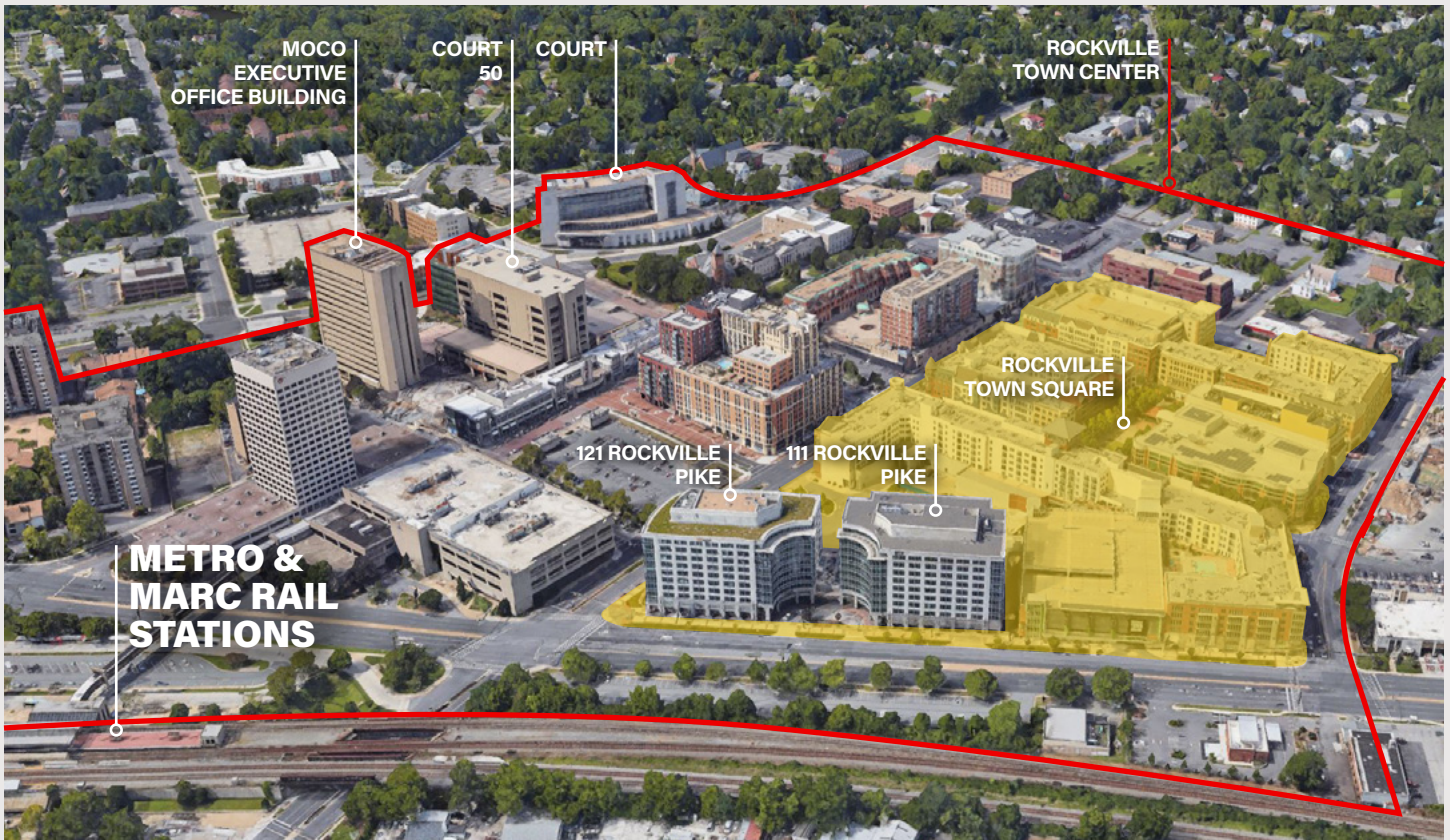 MOCO
EXECUTIVE
OFFICE BUILDING
COURT
50
COURT
ROCKVILLE
TOWN CENTER
ROCKVILLE
TOWN SQUARE
121 ROCKVILLE
PIKE
111 ROCKVILLE
PIKE
METRO &
MARC RAIL
STATIONS